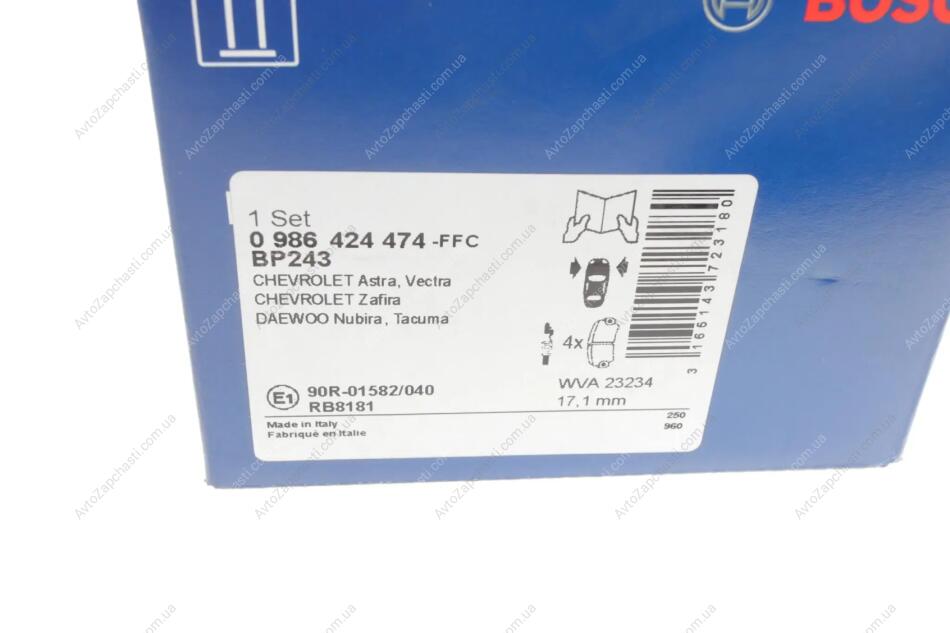 BOSC
1 Set
0 986 424 474 -FFC
BP243
CHEVROLET Astra, Vectra
CHEVROLET Zafira
DAEWOO Nubira , Tacuma
4x
3 165143 723180
E1
90R-01582/040
RB8181
WVA 23234
17,1 mm
Made in Italy
Fabriqué en Italie
250
960
AvtoZapchasti.com.ua